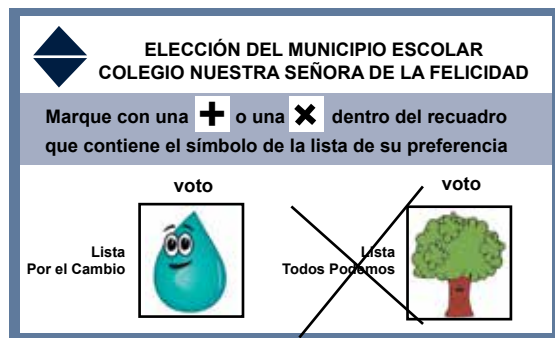 ELECCIÓN DEL MUNICIPIO ESCOLAR
COLEGIO NUESTRA SEÑORA DE LA FELICIDAD
Marque con una + o una × dentro del recuadro
que contiene el símbolo de la lista de su preferencia
voto
Lista
Por el Cambio
voto
Lista
Todos Podemos